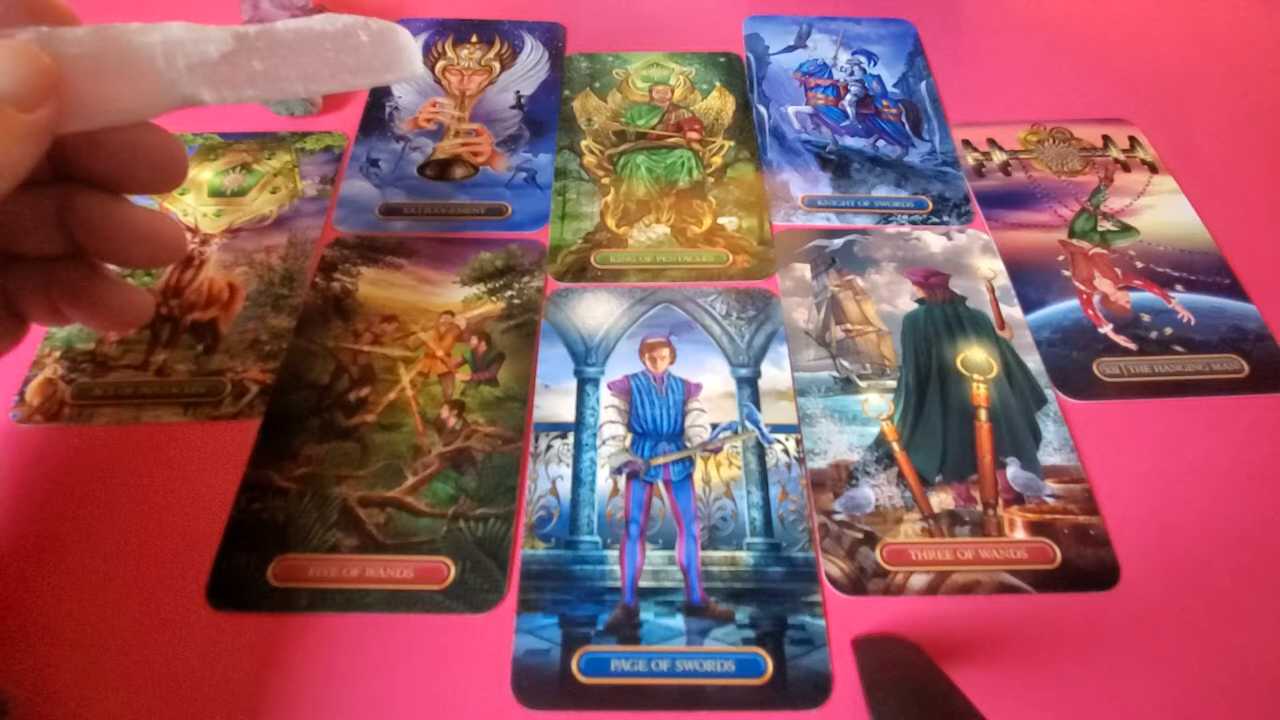 XX | JUDGEMENT
KING OF PENTACLES
KNIGHT OF SWORDS
XII | THE HANGING MAN
FIVE OF WANDS
THREE OF WANDS
PAGE OF SWORDS